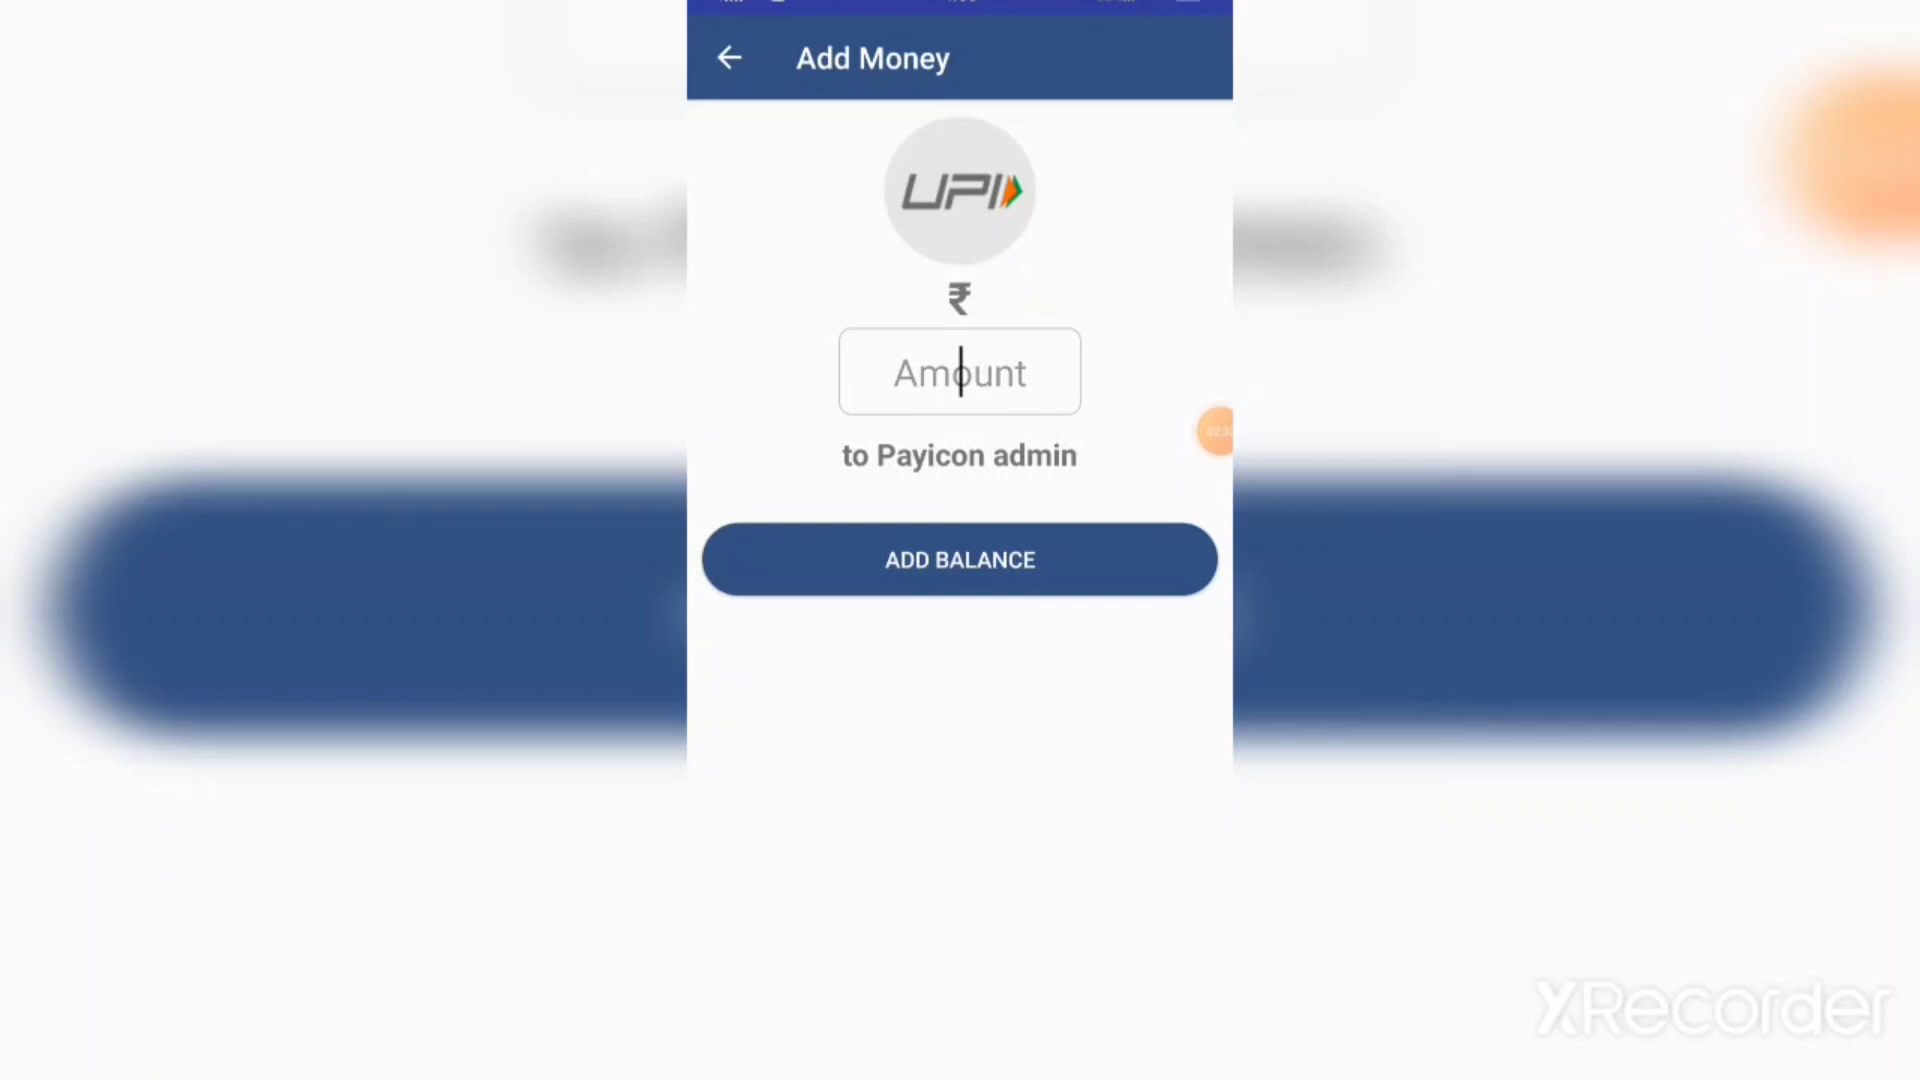 Add Money
UPI
₹
Amount
to Payicon admin
ADD BALANCE
XRecorder